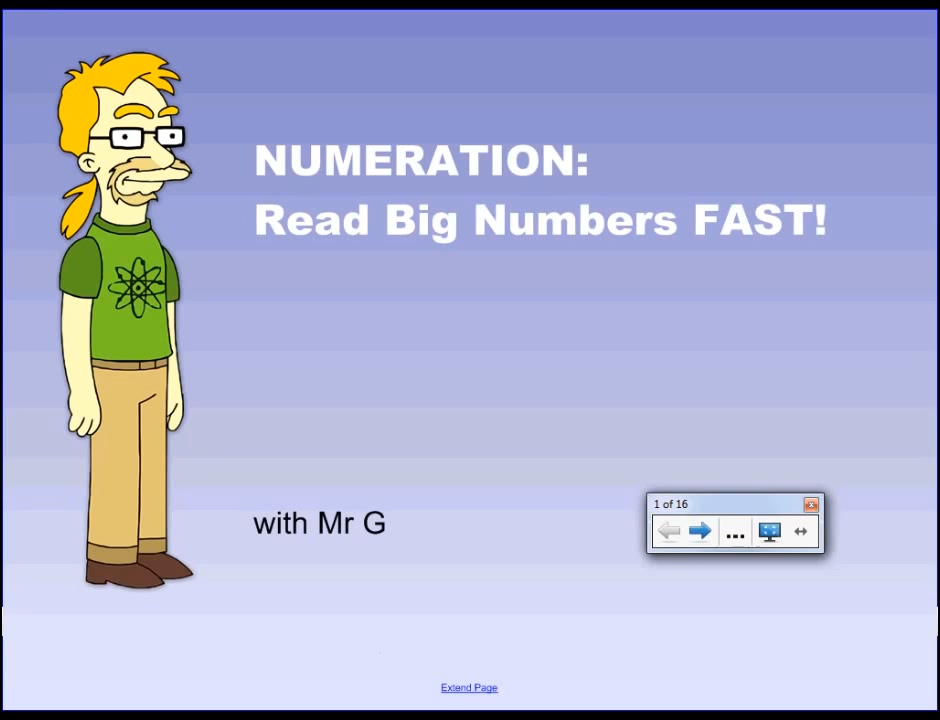 NUMERATION:
Read Big Numbers FAST!
with Mr G
1 of 16
...
Extend Page